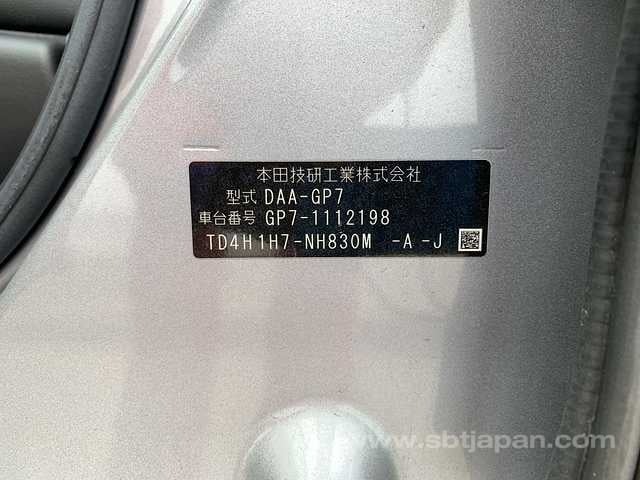 本田技研工業株式会社
型式 DAA-GP7
車台番号 GP7-1112198
TD4H1H7-NH830M -A -J
www.sbtjapan.com